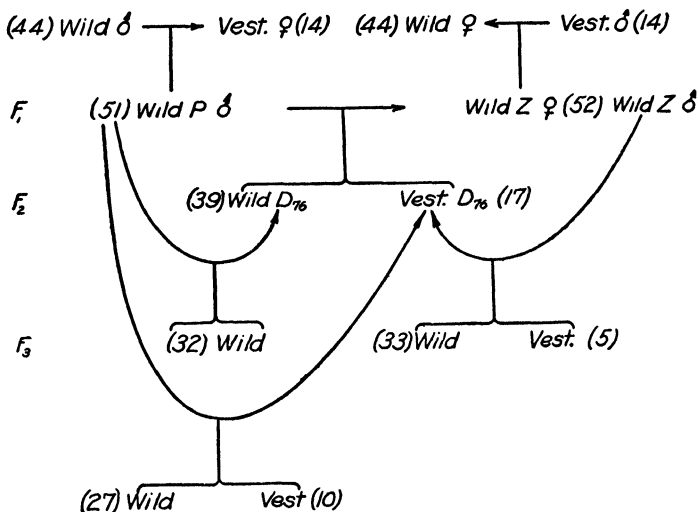 (44) Wild ♂ Vest. ♀ (14) (44) Wild ♀ Vest. ♂ (14)
F₁ (51) Wild P ♂ Wild Z ♀ (52) Wild Z ♂
F₂ (39) Wild D₇₆ Vest. D₇₆ (17)
F₃ (32) Wild (33) Wild Vest. (5)
(27) Wild Vest (10)